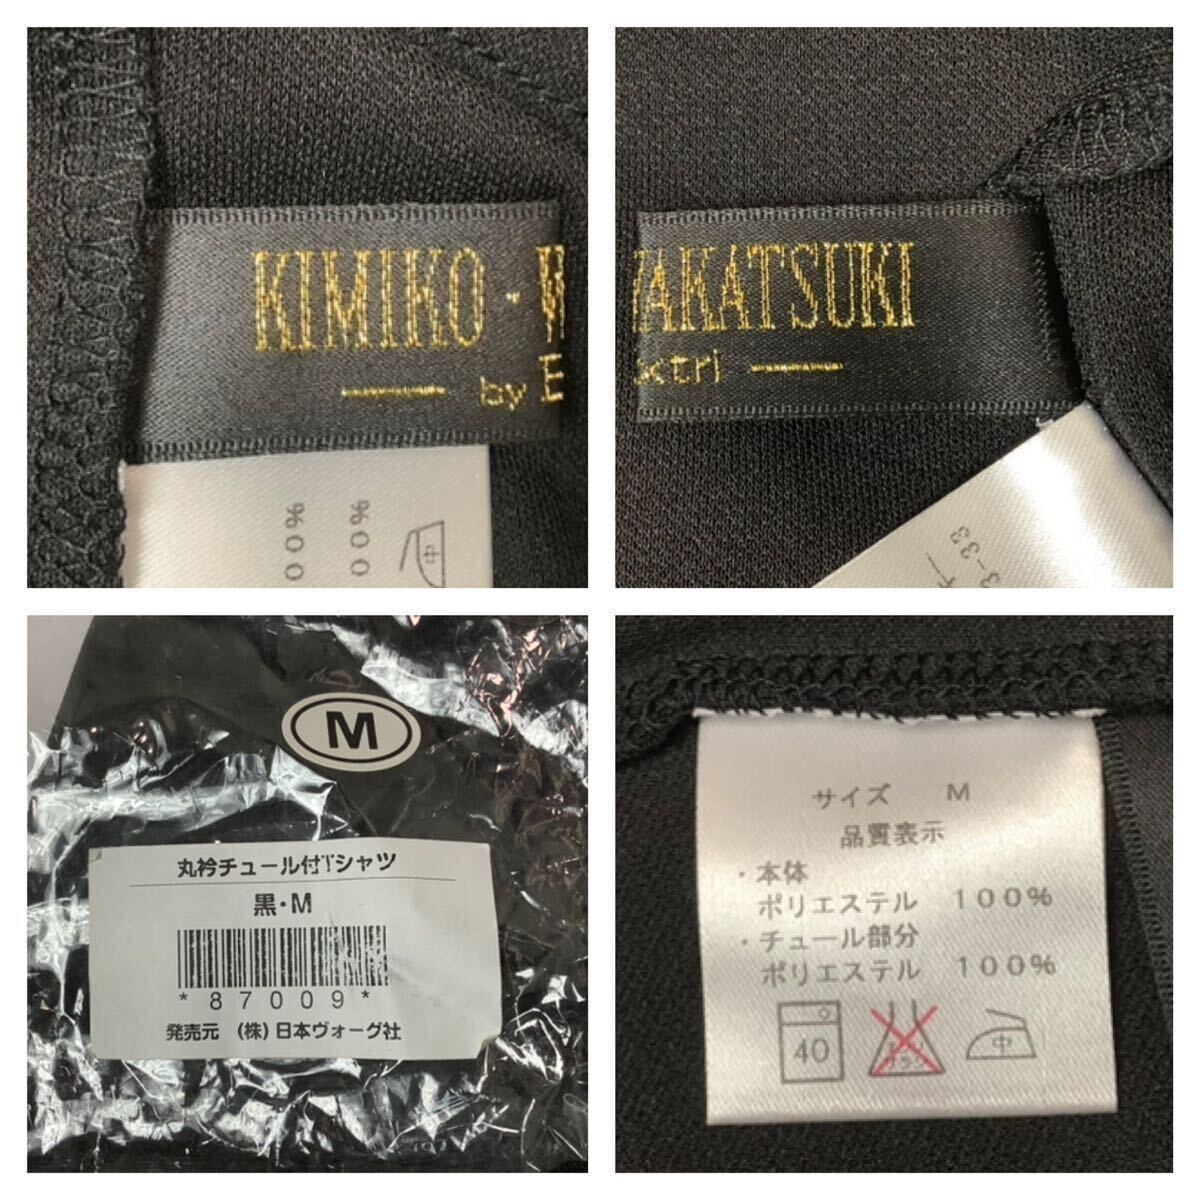 KIMIKO・W
by E
%００
%００
中
WAKATSUKI
ktri
3-33
M
丸衿チュール付Tシャツ
黒・M
*87009*
発売元 (株)日本ヴォーグ社
サイズ M
品質表示
・本体
ポリエステル １００％
・チュール部分
ポリエステル １００％
40
中